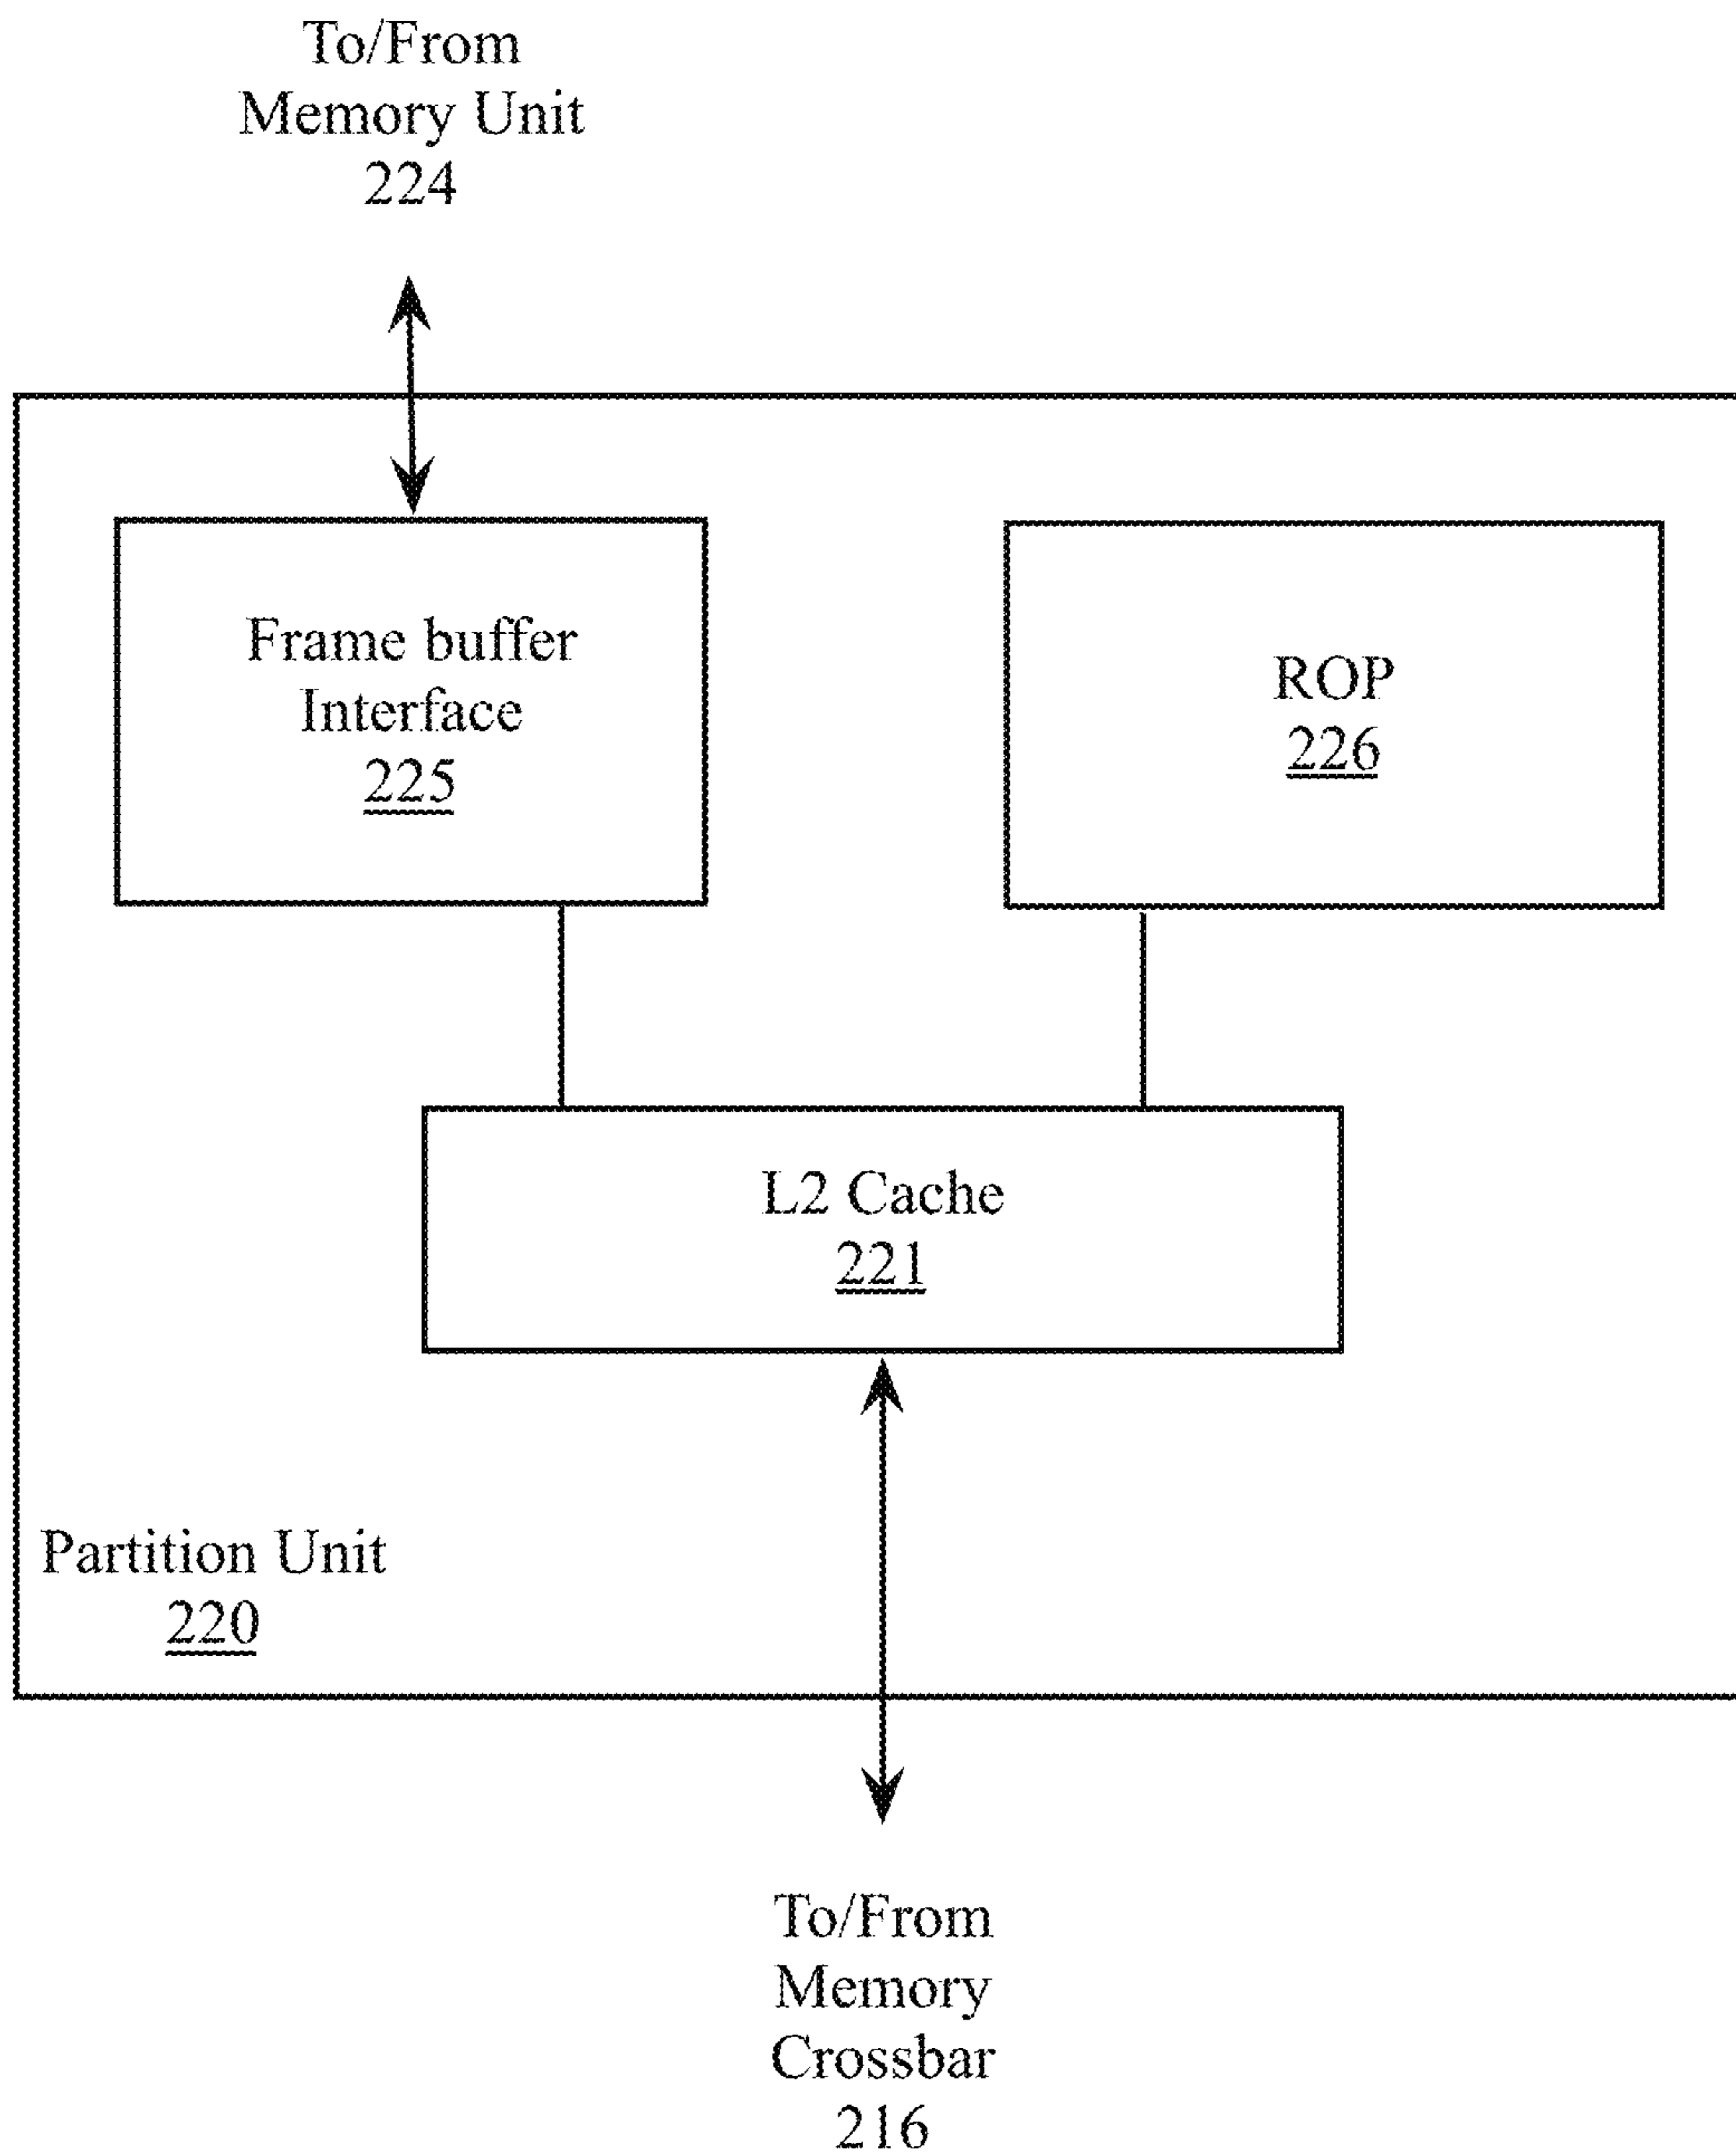 To/From
Memory Unit
224
Frame buffer
Interface
225
ROP
226
L2 Cache
221
Partition Unit
220
To/From
Memory
Crossbar
216